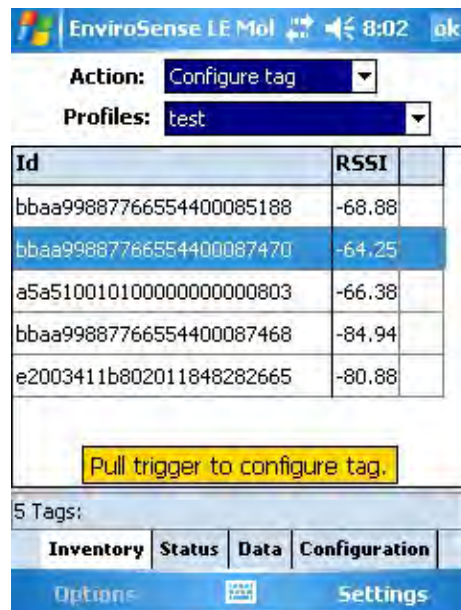 EnviroSense LE Mol 8:02 ok
Action: Configure tag
Profiles: test
Id RSSI
bbaa99887766554400085188 -68.88
bbaa99887766554400087470 -64.25
a5a510010100000000000803 -66.38
bbaa99887766554400087468 -84.94
e2003411b802011848282665 -80.88
Pull trigger to configure tag.
5 Tags:
Inventory Status Data Configuration
Options Settings